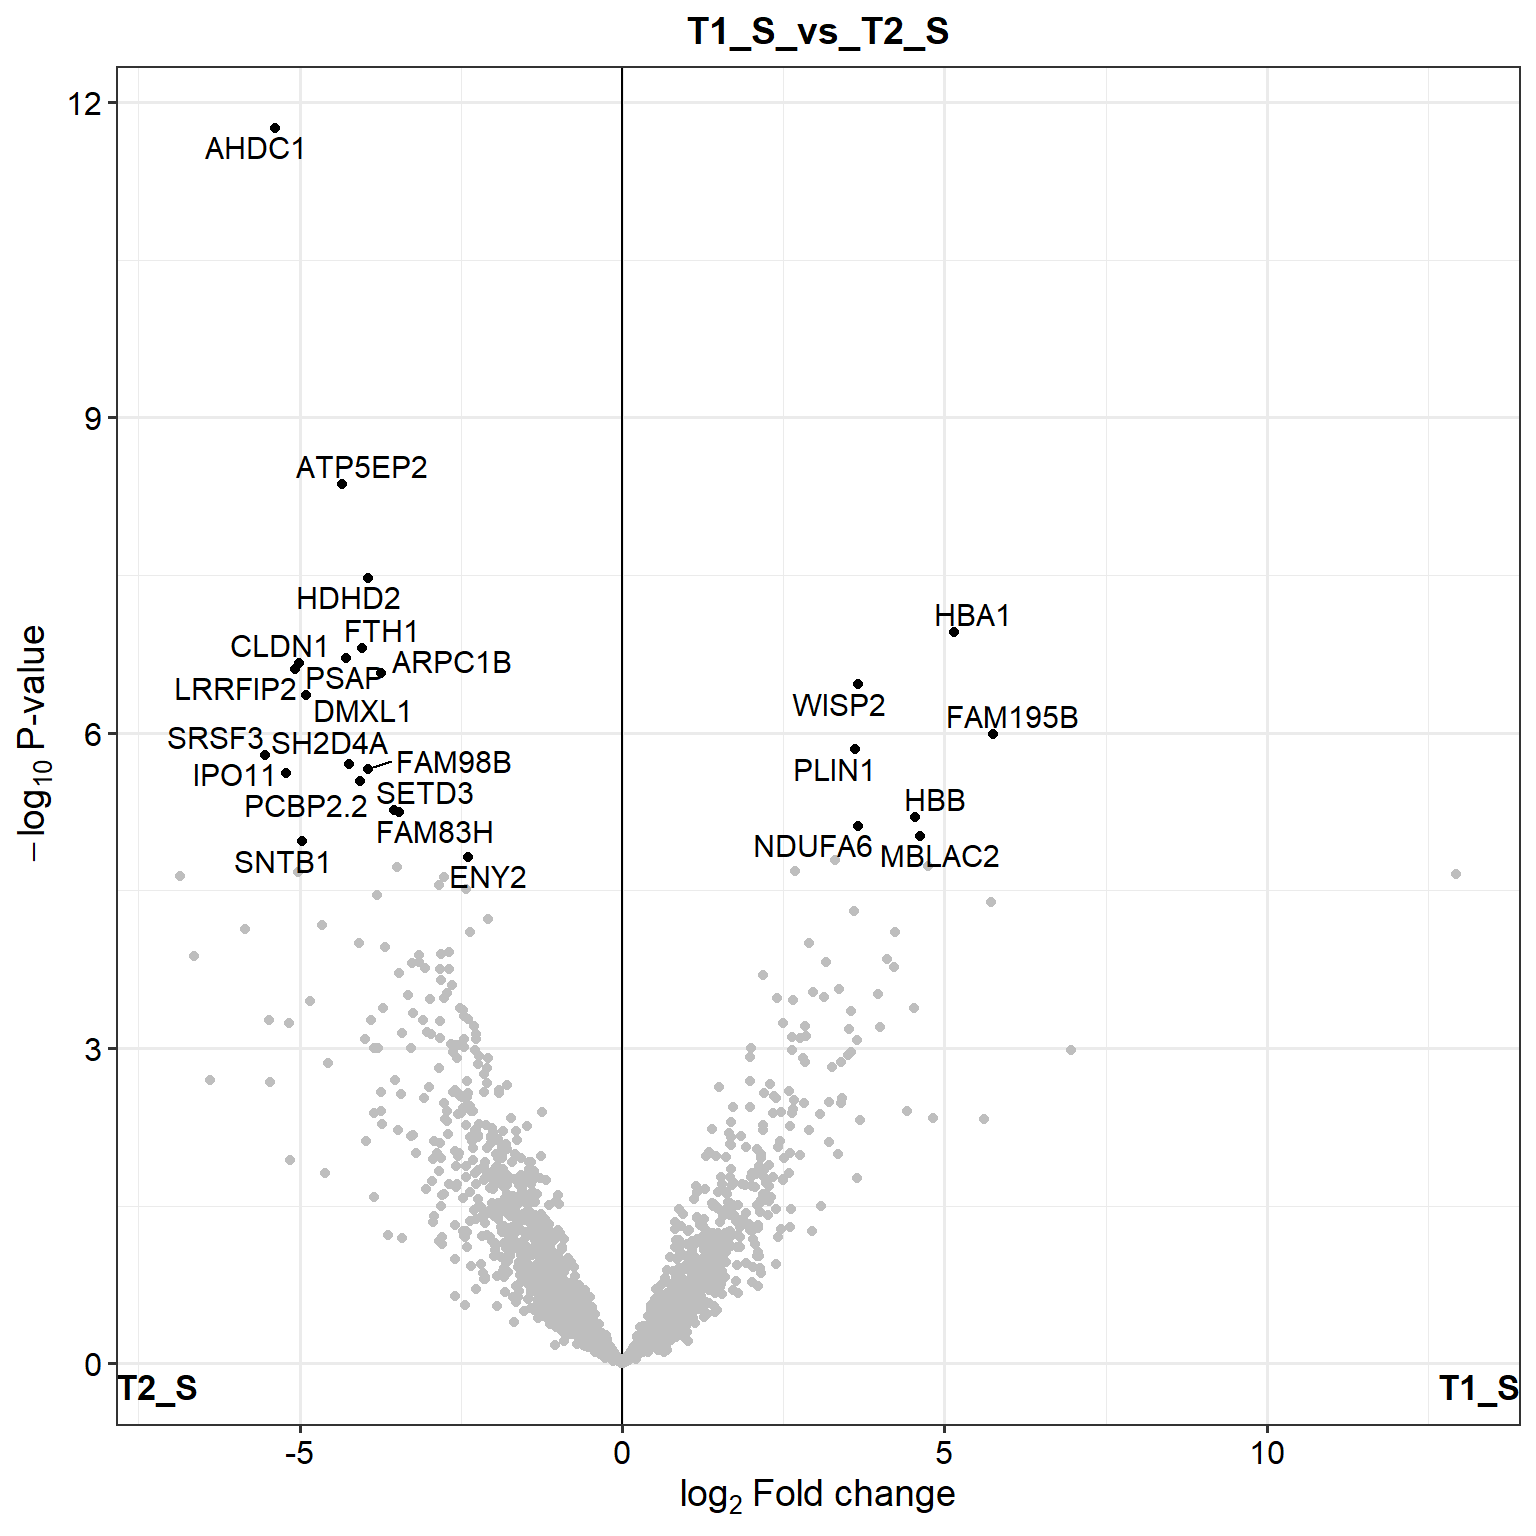 T1_S_vs_T2_S
12
AHDC1
9
ATP5EP2
HDHD2
HBA1
FTH1
CLDN1
ARPC1B
PSAP
LRRFIP2
WISP2
DMXL1
FAM195B
6
SRSF3
SH2D4A
FAM98B
PLIN1
IPO11
SETD3
HBB
PCBP2.2
FAM83H
NDUFA6
MBLAC2
SNTB1
ENY2
3
0
−log10 P-value
T2_S
T1_S
-5
0
5
10
log2 Fold change